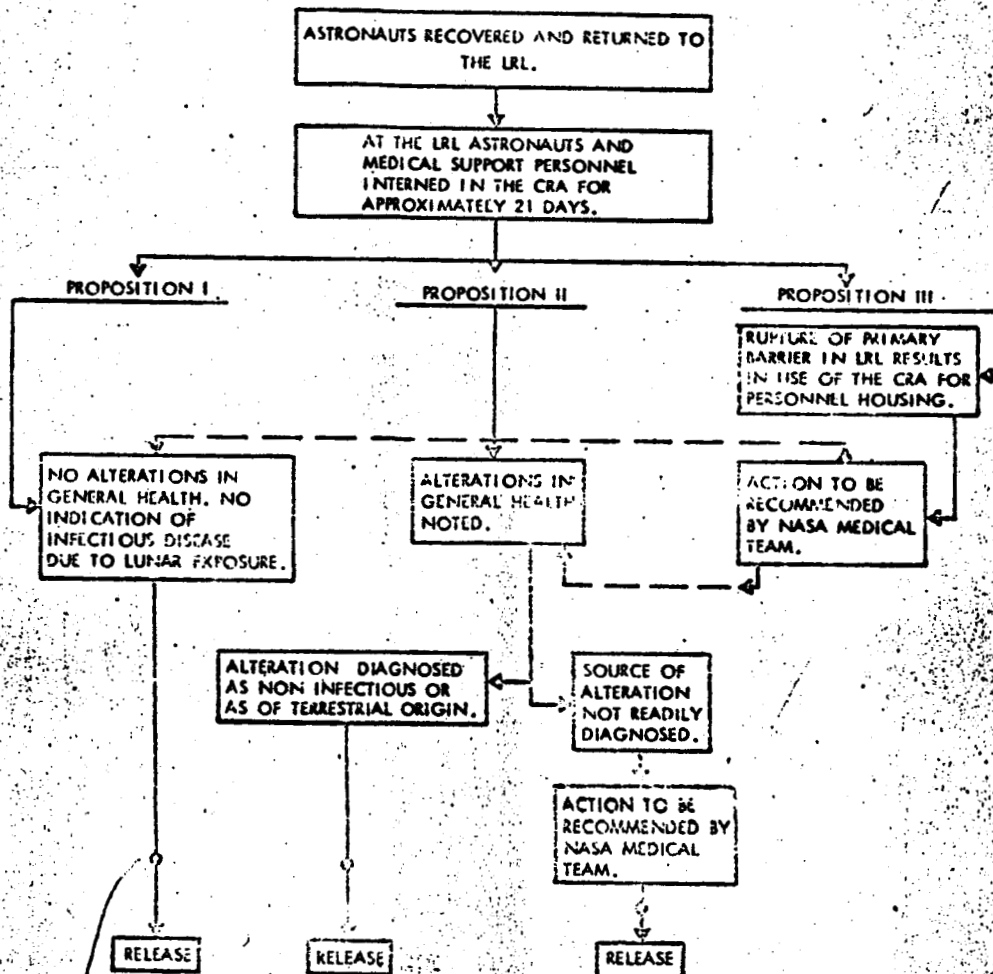 ASTRONAUTS RECOVERED AND RETURNED TO
THE LRL.
AT THE LRL ASTRONAUTS AND
MEDICAL SUPPORT PERSONNEL
INTERNED IN THE CRA FOR
APPROXIMATELY 21 DAYS.
PROPOSITION I
PROPOSITION II
PROPOSITION III
RUPTURE OF PRIMARY
BARRIER IN LRL RESULTS
IN USE OF THE CRA FOR
PERSONNEL HOUSING.
NO ALTERATIONS IN
GENERAL HEALTH. NO
INDICATION OF
INFECTIOUS DISEASE
DUE TO LUNAR EXPOSURE.
ALTERATIONS IN
GENERAL HEALTH
NOTED.
ACTION TO BE
RECOMMENDED
BY NASA MEDICAL
TEAM.
ALTERATION DIAGNOSED
AS NON INFECTIOUS OR
AS OF TERRESTRIAL ORIGIN.
SOURCE OF
ALTERATION
NOT READILY
DIAGNOSED.
ACTION TO BE
RECOMMENDED BY
NASA MEDICAL
TEAM.
RELEASE
RELEASE
RELEASE